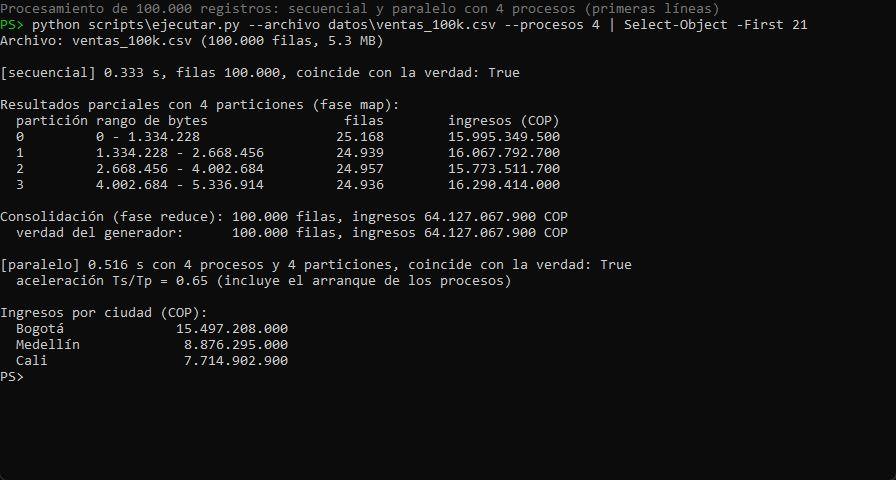 Procesamiento de 100.000 registros: secuencial y paralelo con 4 procesos (primeras líneas)
PS> python scripts\ejecutar.py --archivo datos\ventas_100k.csv --procesos 4 | Select-Object -First 21
Archivo: ventas_100k.csv (100.000 filas, 5.3 MB)
[secuencial] 0.333 s, filas 100.000, coincide con la verdad: True
Resultados parciales con 4 particiones (fase map):
partición rango de bytes filas ingresos (COP)
0 0 - 1.334.228 25.168 15.995.349.500
1 1.334.228 - 2.668.456 24.939 16.067.792.700
2 2.668.456 - 4.002.684 24.957 15.773.511.700
3 4.002.684 - 5.336.914 24.936 16.290.414.000
Consolidación (fase reduce): 100.000 filas, ingresos 64.127.067.900 COP
verdad del generador: 100.000 filas, ingresos 64.127.067.900 COP
[paralelo] 0.516 s con 4 procesos y 4 particiones, coincide con la verdad: True
aceleración Ts/Tp = 0.65 (incluye el arranque de los procesos)
Ingresos por ciudad (COP):
Bogotá 15.497.208.000
Medellín 8.876.295.000
Cali 7.714.902.900
PS>